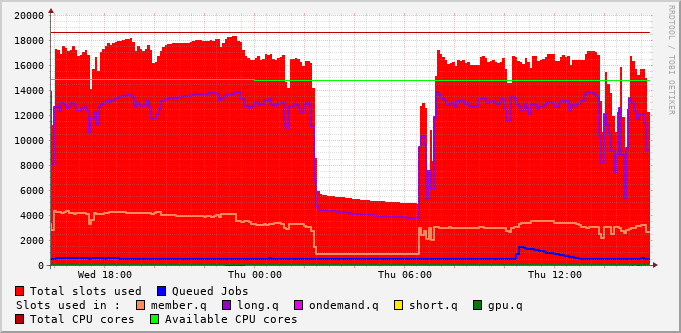 20000
18000
16000
14000
12000
10000
8000
6000
4000
2000
0
Wed 18:00 Thu 00:00 Thu 06:00 Thu 12:00
RRDTOOL / TOBI OETIKER
Total slots used Queued Jobs
Slots used in : member.q long.q ondemand.q short.q gpu.q
Total CPU cores Available CPU cores